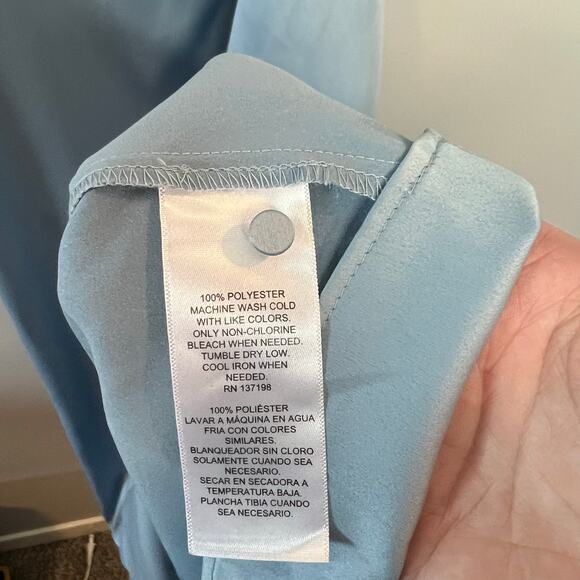 100% POLYESTER
MACHINE WASH COLD
WITH LIKE COLORS.
ONLY NON-CHLORINE
BLEACH WHEN NEEDED.
TUMBLE DRY LOW.
COOL IRON WHEN
NEEDED.
RN 137198
100% POLIÉSTER
LAVAR A MÁQUINA EN AGUA
FRIA CON COLORES
SIMILARES.
BLANQUEADOR SIN CLORO
SOLAMENTE CUANDO SEA
NECESARIO.
SECAR EN SECADORA A
TEMPERATURA BAJA.
PLANCHA TIBIA CUANDO
SEA NECESARIO.